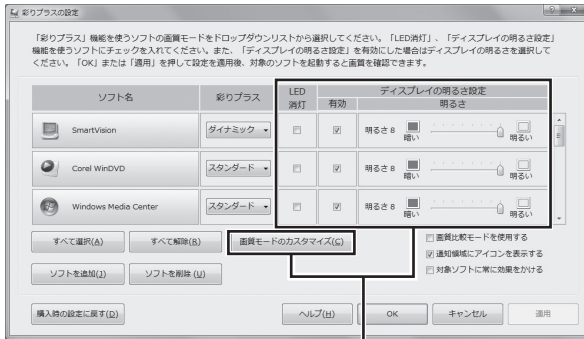 彩りプラスの設定
「彩りプラス」機能を使うソフトの画質モードをドロップダウンリストから選択してください。「LED消灯」、「ディスプレイの明るさ設定」
機能を使うソフトにチェックを入れてください。また、「ディスプレイの明るさ設定」を有効にした場合はディスプレイの明るさを選択して
ください。「OK」または「適用」を押して設定を適用後、対象のソフトを起動すると画質を確認できます。
ソフト名 彩りプラス LED消灯 ディスプレイの明るさ設定
有効 明るさ
SmartVision ダイナミック 明るさ 8 暗い 明るい
Corel WinDVD スタンダード 明るさ 8 暗い 明るい
Windows Media Center スタンダード 明るさ 8 暗い 明るい
すべて選択(A) すべて解除(R) 画質モードのカスタマイズ(C) 画質比較モードを使用する
通知領域にアイコンを表示する
ソフトを追加(J) ソフトを削除(U) 対象ソフトに常に効果をかける
購入時の設定に戻す(D) ヘルプ(H) OK キャンセル 適用